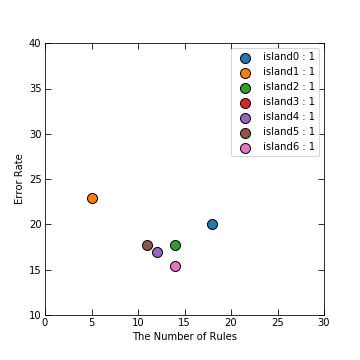 40
35
30
25
20
15
10
0 5 10 15 20 25 30
Error Rate
The Number of Rules
island0 : 1
island1 : 1
island2 : 1
island3 : 1
island4 : 1
island5 : 1
island6 : 1